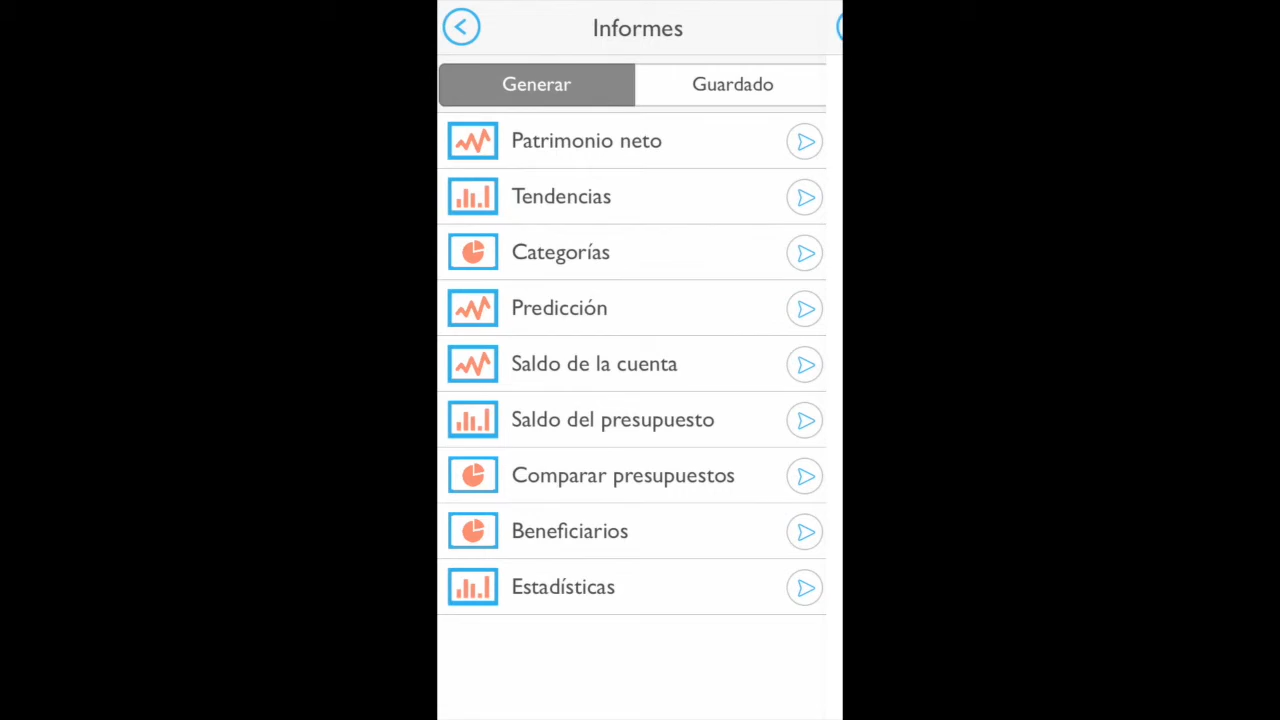 Informes
Generar
Guardado
Patrimonio neto
Tendencias
Categorías
Predicción
Saldo de la cuenta
Saldo del presupuesto
Comparar presupuestos
Beneficiarios
Estadísticas